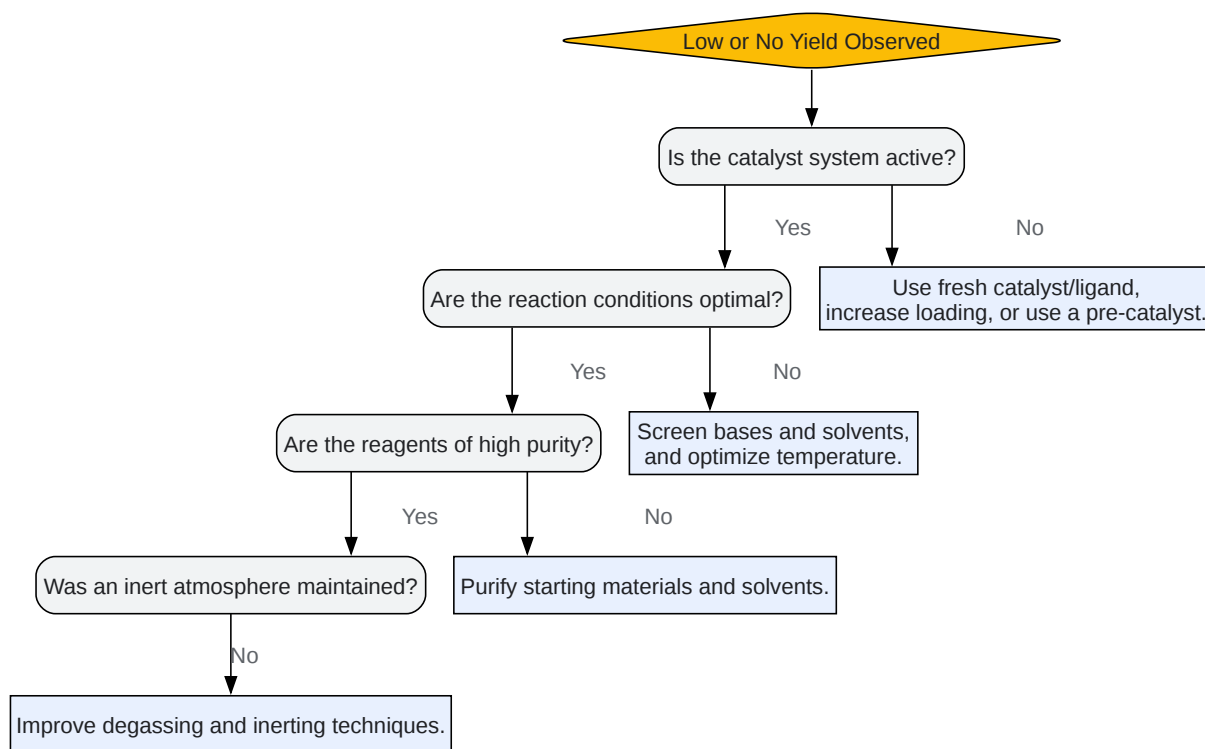 Low or No Yield Observed
Is the catalyst system active?
Yes
No
Are the reaction conditions optimal?
Use fresh catalyst/ligand,
increase loading, or use a pre-catalyst.
Yes
No
Are the reagents of high purity?
Screen bases and solvents,
and optimize temperature.
Yes
No
Was an inert atmosphere maintained?
Purify starting materials and solvents.
No
Improve degassing and inerting techniques.